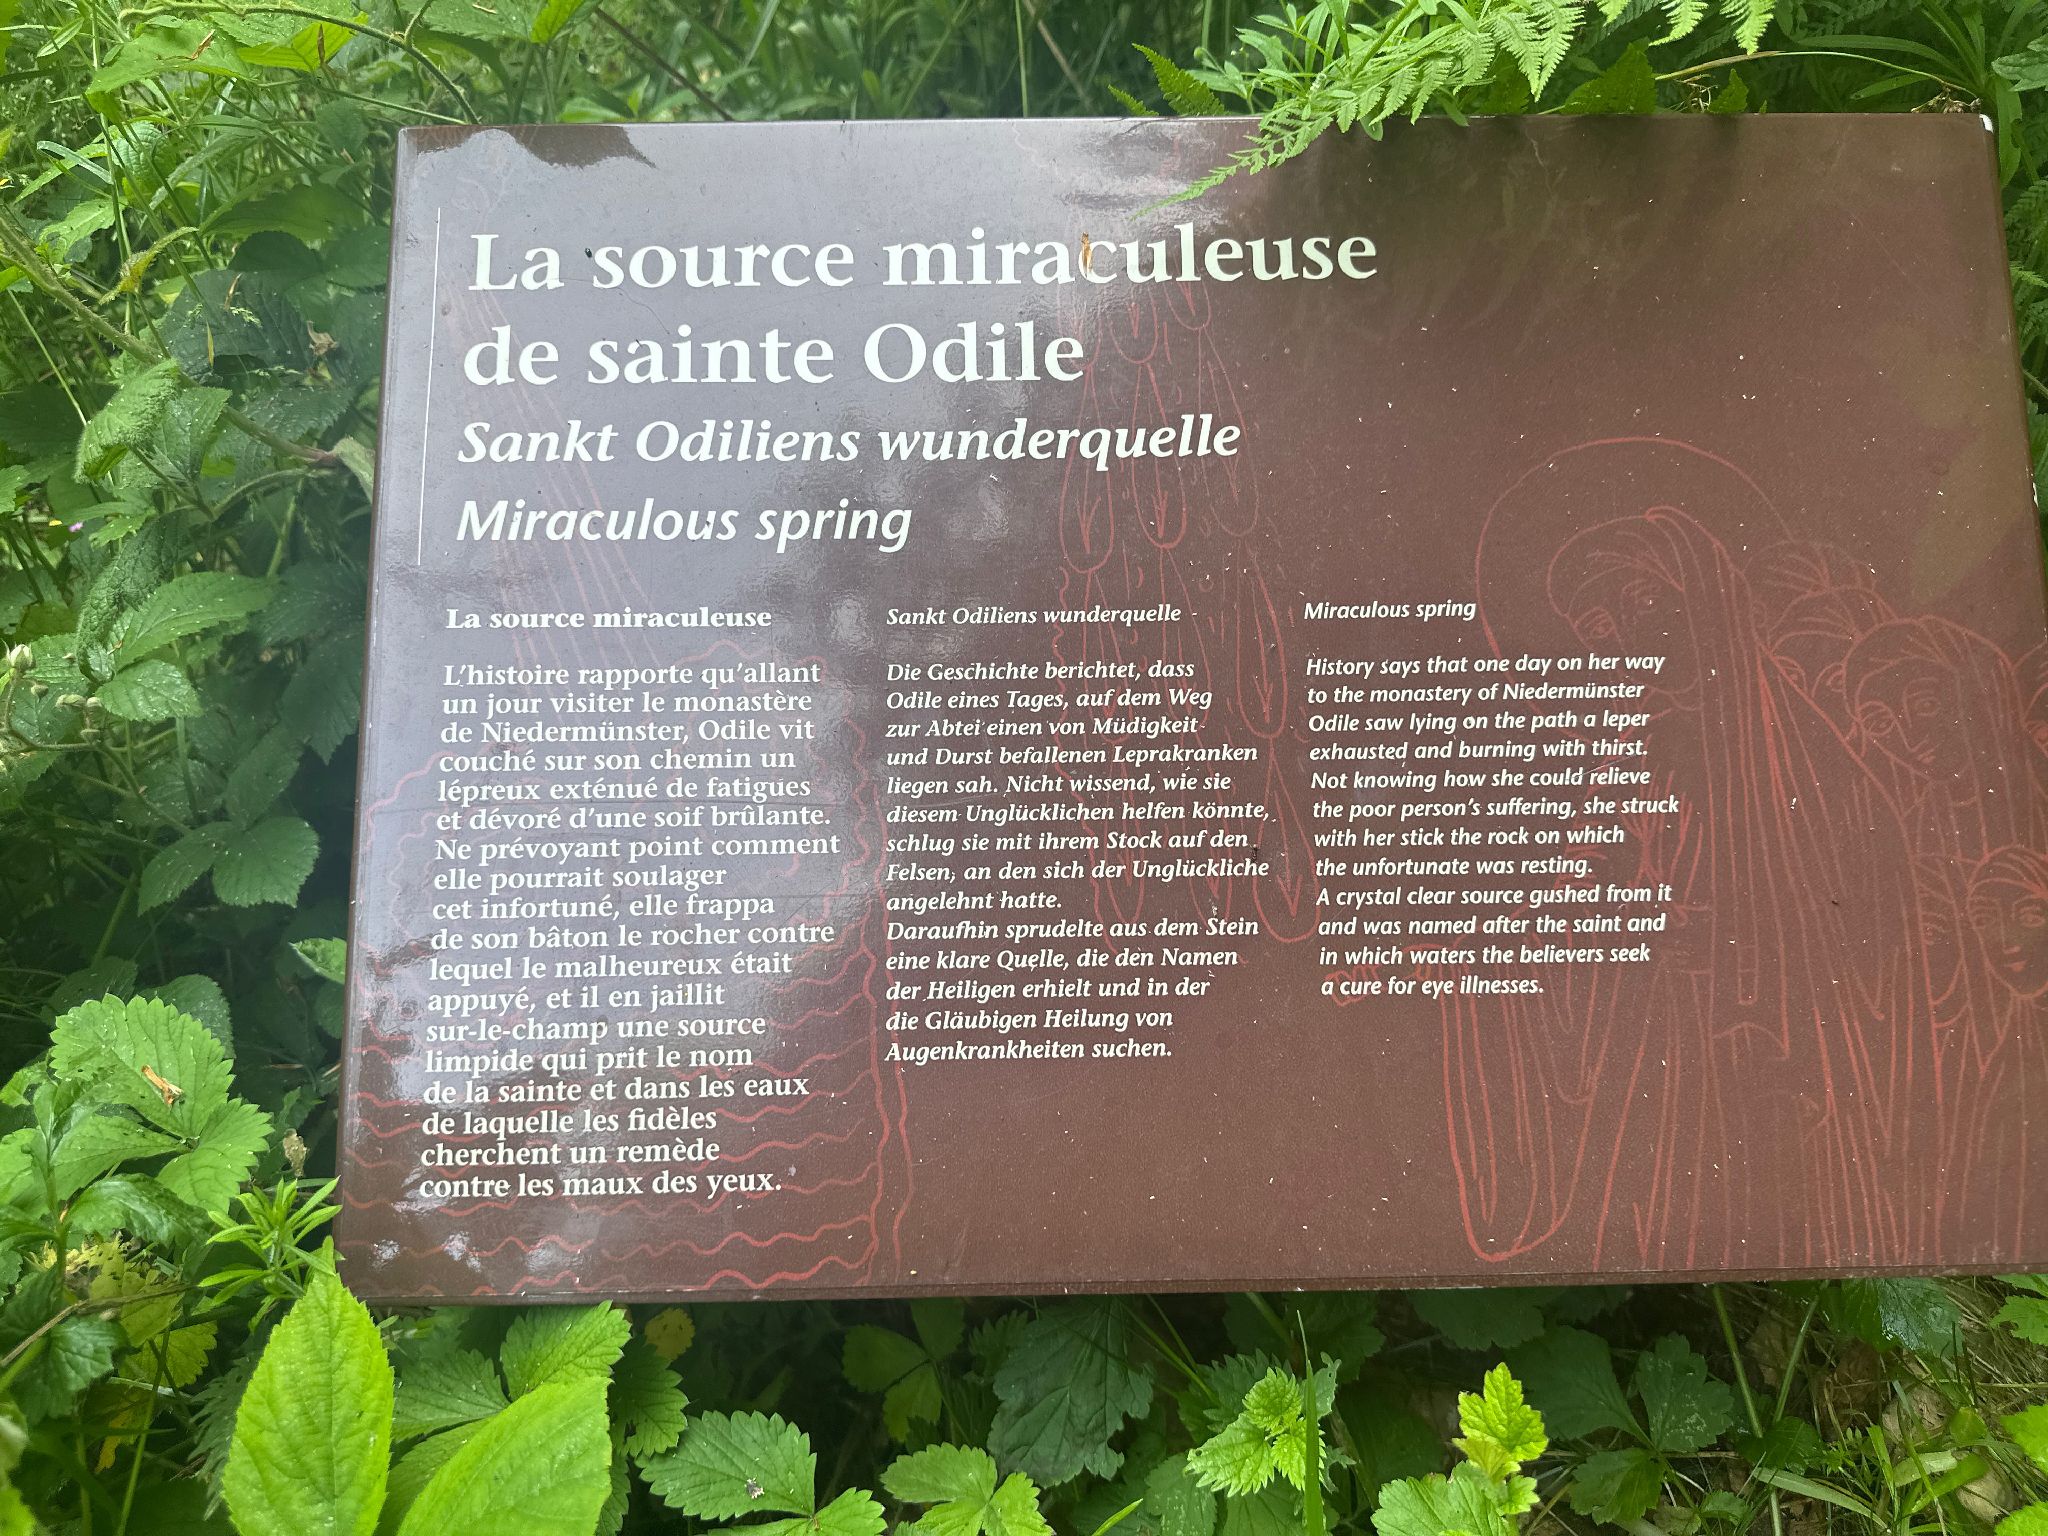 La source miraculeuse
de sainte Odile
Sankt Odiliens wunderquelle
Miraculous spring
La source miraculeuse
L'histoire rapporte qu'allant
un jour visiter le monastère
de Niedermünster, Odile vit
couché sur son chemin un
lépreux exténué de fatigues
et dévoré d'une soif brûlante.
Ne prévoyant point comment
elle pourrait soulager
cet infortuné, elle frappa
de son bâton le rocher contre
lequel le malheureux était
appuyé, et il en jaillit
sur-le-champ une source
limpide qui prit le nom
de la sainte et dans les eaux
de laquelle les fidèles
cherchent un remède
contre les maux des yeux.
Sankt Odiliens wunderquelle
Die Geschichte berichtet, dass
Odile eines Tages, auf dem Weg
zur Abtei einen von Müdigkeit
und Durst befallenen Leprakranken
liegen sah. Nicht wissend, wie sie
diesem Unglücklichen helfen könnte,
schlug sie mit ihrem Stock auf den
Felsen, an den sich der Unglückliche
angelehnt hatte.
Daraufhin sprudelte aus dem Stein
eine klare Quelle, die den Namen
der Heiligen erhielt und in der
die Gläubigen Heilung von
Augenkrankheiten suchen.
Miraculous spring
History says that one day on her way
to the monastery of Niedermünster
Odile saw lying on the path a leper
exhausted and burning with thirst.
Not knowing how she could relieve
the poor person's suffering, she struck
with her stick the rock on which
the unfortunate was resting.
A crystal clear source gushed from it
and was named after the saint and
in which waters the believers seek
a cure for eye illnesses.